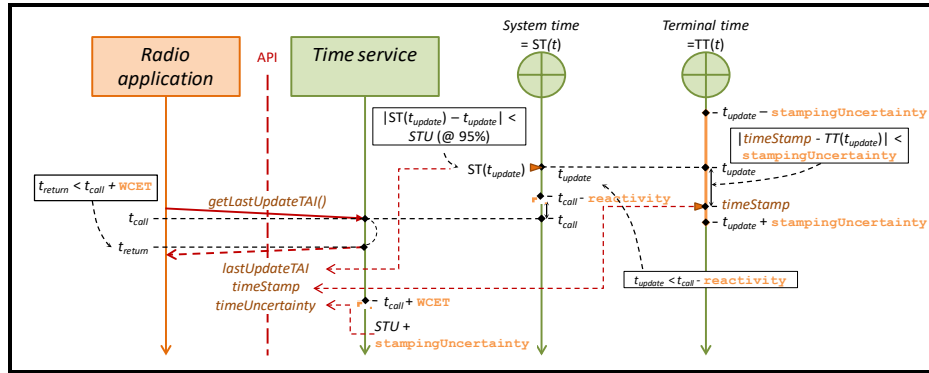 System time
= ST(t)
Terminal time
=TT(t)
Radio
application
API
Time service
t_update – stampingUncertainty
|ST(t_update) – t_update| <
STU (@ 95%)
|timeStamp - TT(t_update)| <
stampingUncertainty
ST(t_update)
t_update
t_update
t_return < t_call + WCET
getLastUpdateTAI()
t_call - reactivity
timeStamp
t_call
t_call
t_update + stampingUncertainty
t_return
lastUpdateTAI
timeStamp
t_update < t_call - reactivity
timeUncertainty
t_call + WCET
STU +
stampingUncertainty